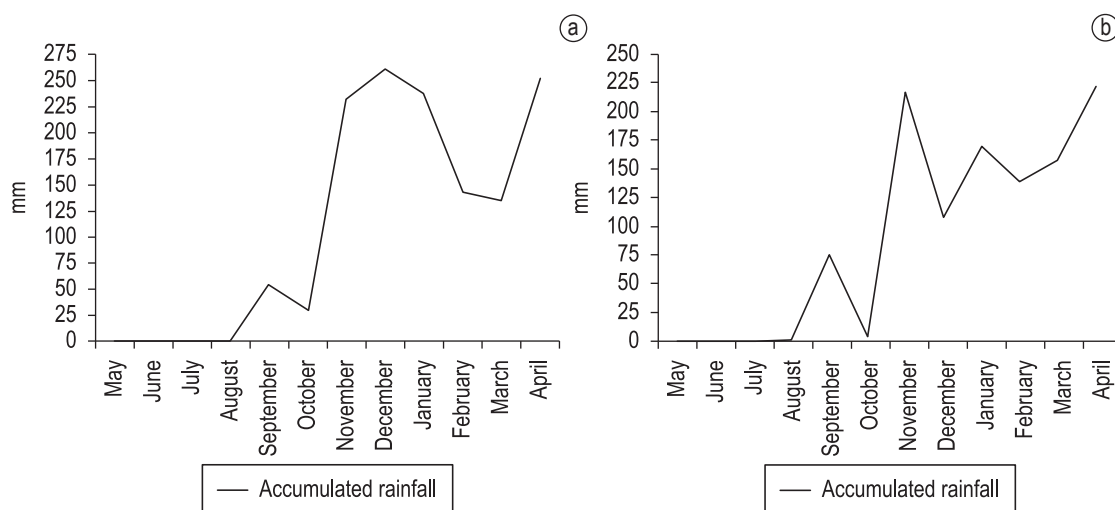 a
275
250
225
200
175
150
125
100
75
50
25
0
mm
May
June
July
August
September
October
November
December
January
February
March
April
Accumulated rainfall
b
250
225
200
175
150
125
100
75
50
25
0
mm
May
June
July
August
September
October
November
December
January
February
March
April
Accumulated rainfall